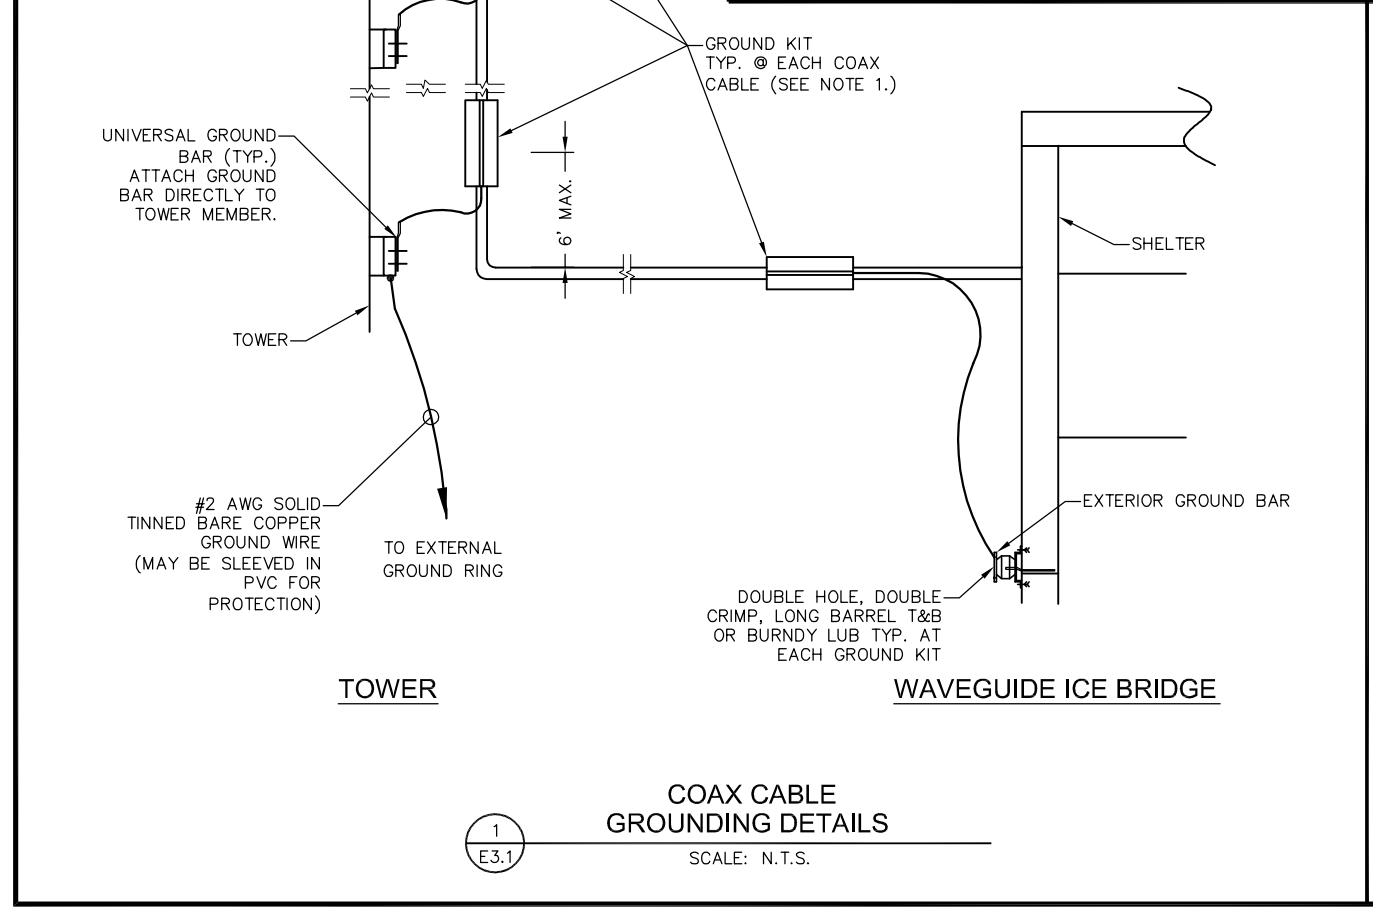 GROUND KIT
TYP. @ EACH COAX
CABLE (SEE NOTE 1.)
UNIVERSAL GROUND
BAR (TYP.)
ATTACH GROUND
BAR DIRECTLY TO
TOWER MEMBER.
6' MAX.
SHELTER
TOWER
#2 AWG SOLID
TINNED BARE COPPER
GROUND WIRE
(MAY BE SLEEVED IN
PVC FOR
PROTECTION)
TO EXTERNAL
GROUND RING
EXTERIOR GROUND BAR
DOUBLE HOLE, DOUBLE
CRIMP, LONG BARREL T&B
OR BURNDY LUB TYP. AT
EACH GROUND KIT
TOWER
WAVEGUIDE ICE BRIDGE
COAX CABLE
GROUNDING DETAILS
1
E3.1
SCALE: N.T.S.